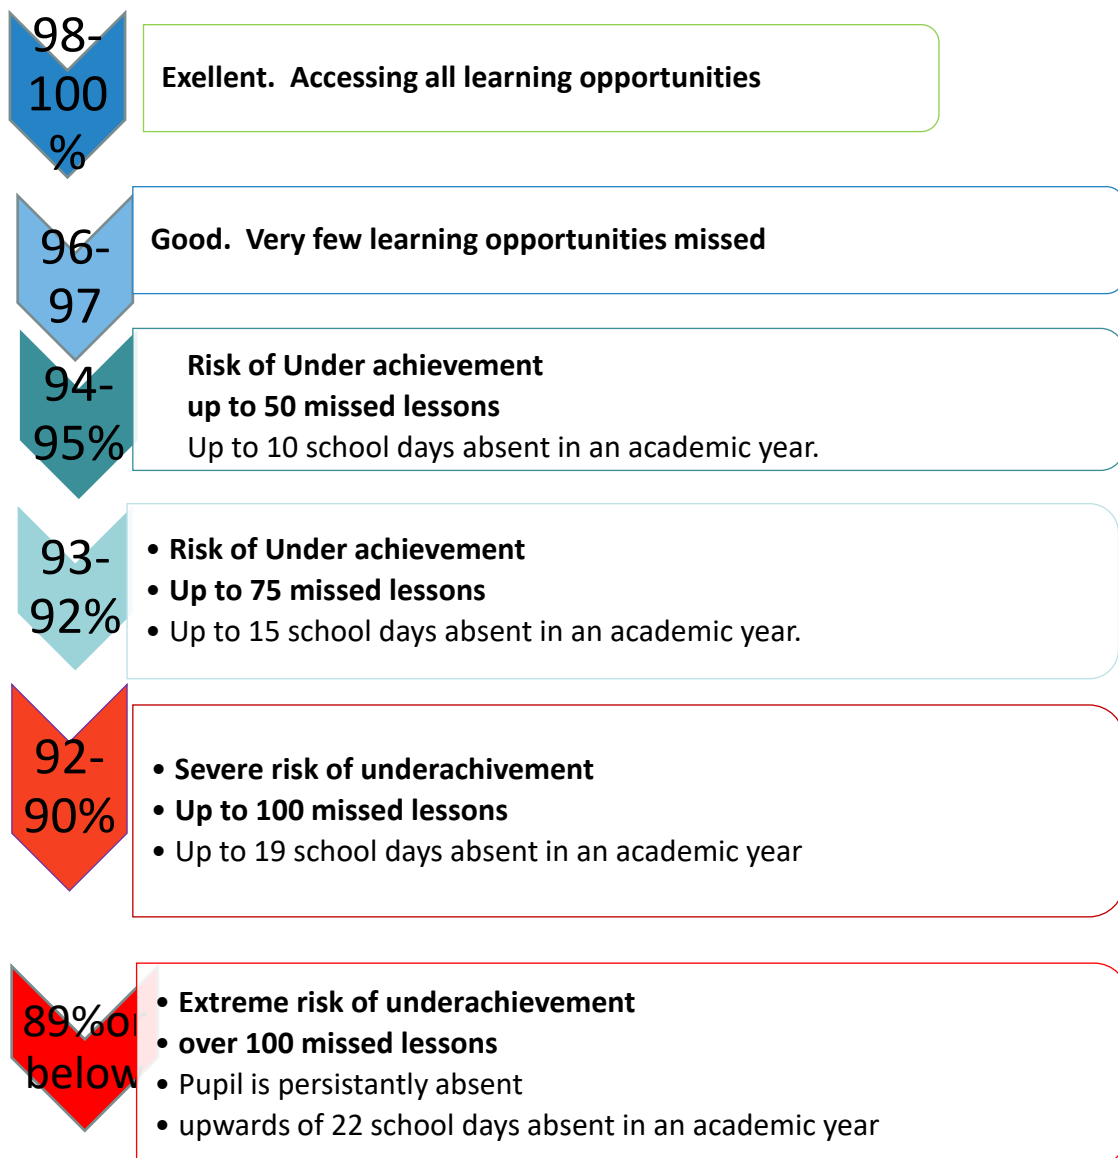 98-
100
%
Exellent.  Accessing all learning opportunities
96-
97
Good.  Very few learning opportunities missed
94-
95%
Risk of Under achievement
up to 50 missed lessons
Up to 10 school days absent in an academic year.
93-
92%
• Risk of Under achievement
• Up to 75 missed lessons
• Up to 15 school days absent in an academic year.
92-
90%
• Severe risk of underachivement
• Up to 100 missed lessons
• Up to 19 school days absent in an academic year
89%or
below
• Extreme risk of underachievement
• over 100 missed lessons
• Pupil is persistantly absent
• upwards of 22 school days absent in an academic year